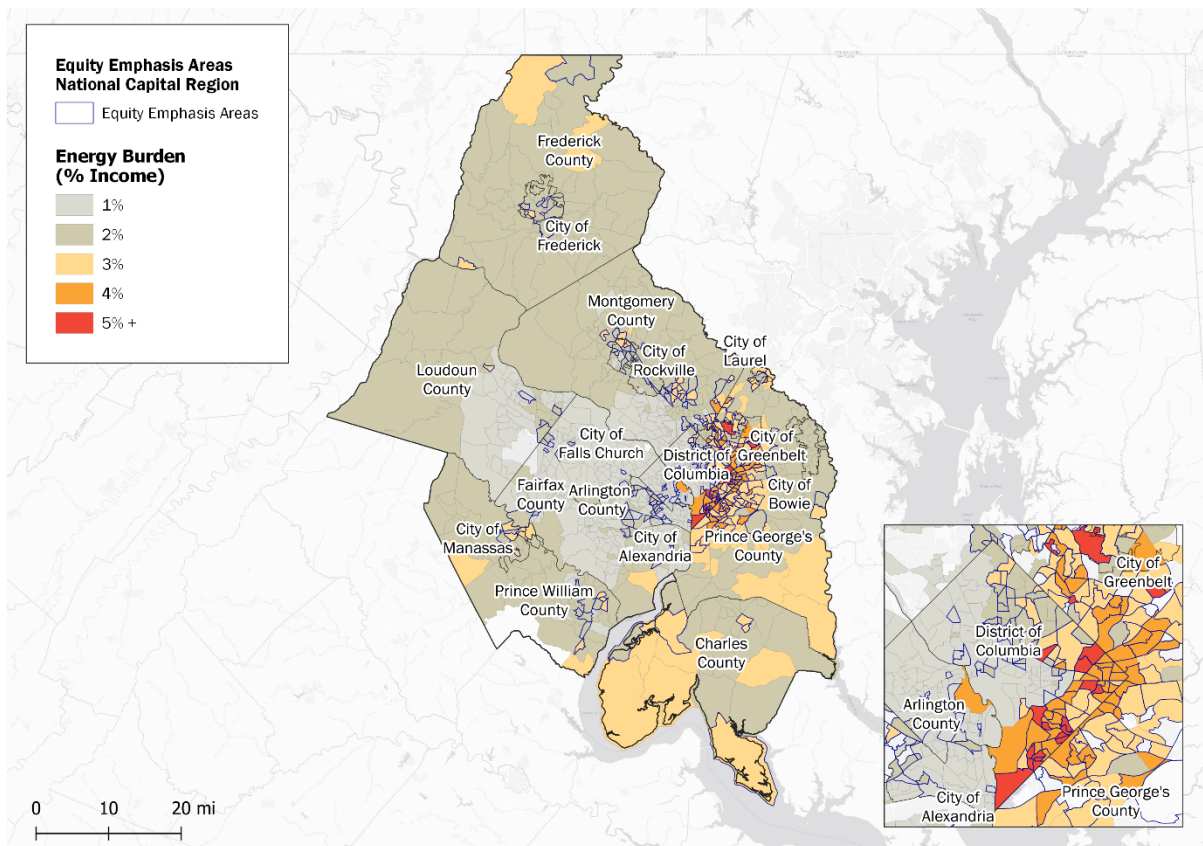 Equity Emphasis Areas
National Capital Region
Equity Emphasis Areas
Energy Burden
(% Income)
1%
2%
3%
4%
5% +
Frederick
County
City of
Frederick
Montgomery
County
City of
Rockville
City of
Laurel
Loudoun
County
City of
Falls Church
District of
Columbia
City of
Greenbelt
Fairfax
County
Arlington
County
City of
Bowie
City of
Manassas
City of
Alexandria
Prince George's
County
Prince William
County
Charles
County
0 10 20 mi
City of
Greenbelt
District of
Columbia
Arlington
County
City of
Alexandria
Prince George's
County